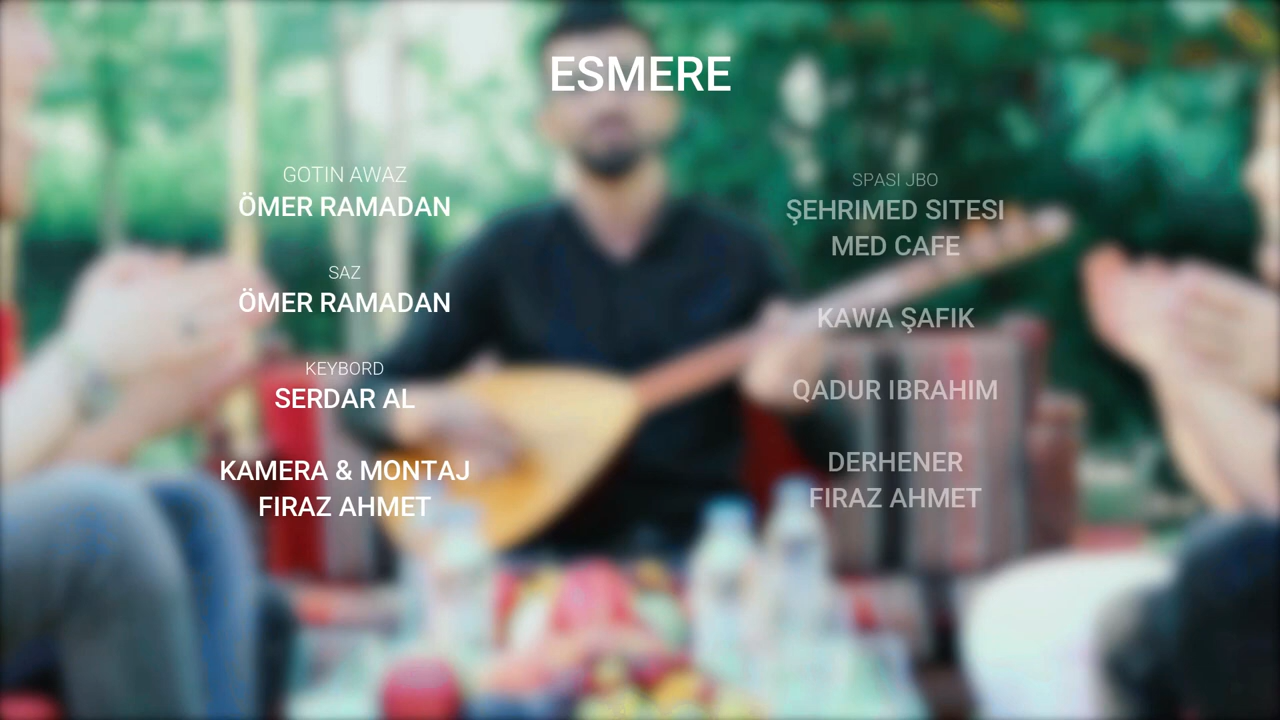 ESMERE
GOTIN AWAZ
ÖMER RAMADAN
SAZ
ÖMER RAMADAN
KEYBORD
SERDAR AL
KAMERA & MONTAJ
FIRAZ AHMET
SPASI JBO
ŞEHRIMED SITESI
MED CAFE
KAWA ŞAFIK
QADUR IBRAHIM
DERHENER
FIRAZ AHMET